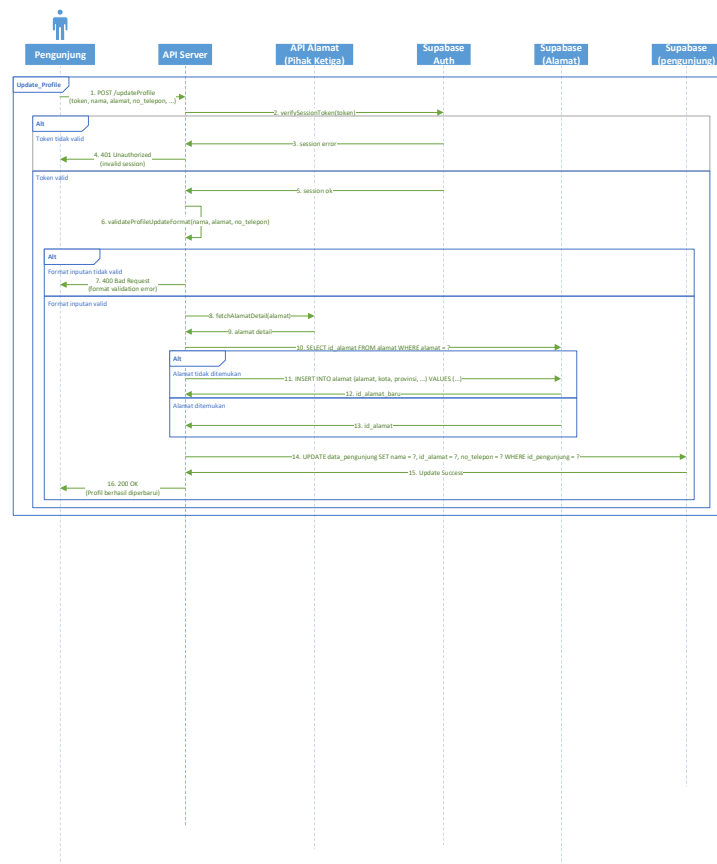 Pengunjung
API Server
API Alamat
(Pihak Ketiga)
Supabase
Auth
Supabase
(Alamat)
Supabase
(pengunjung)
Update_Profile
1. POST /updateProfile
(token, nama, alamat, no_telepon, ...)
2. verifySessionToken(token)
Alt
Token tidak valid
3. session error
4. 401 Unauthorized
(invalid session)
Token valid
5. session ok
6. validateProfileUpdateFormat(nama, alamat, no_telepon)
Alt
Format inputan tidak valid
7. 400 Bad Request
(format validation error)
Format inputan valid
8. fetchAlamatDetail(alamat)
9. alamat detail
10. SELECT id_alamat FROM alamat WHERE alamat = ?
Alt
Alamat tidak ditemukan
11. INSERT INTO alamat (alamat, kota, provinsi, ...) VALUES (...)
12. id_alamat_baru
Alamat ditemukan
13. id_alamat
14. UPDATE data_pengunjung SET nama = ?, id_alamat = ?, no_telepon = ? WHERE id_pengunjung = ?
15. Update Success
16. 200 OK
(Profil berhasil diperbarui)